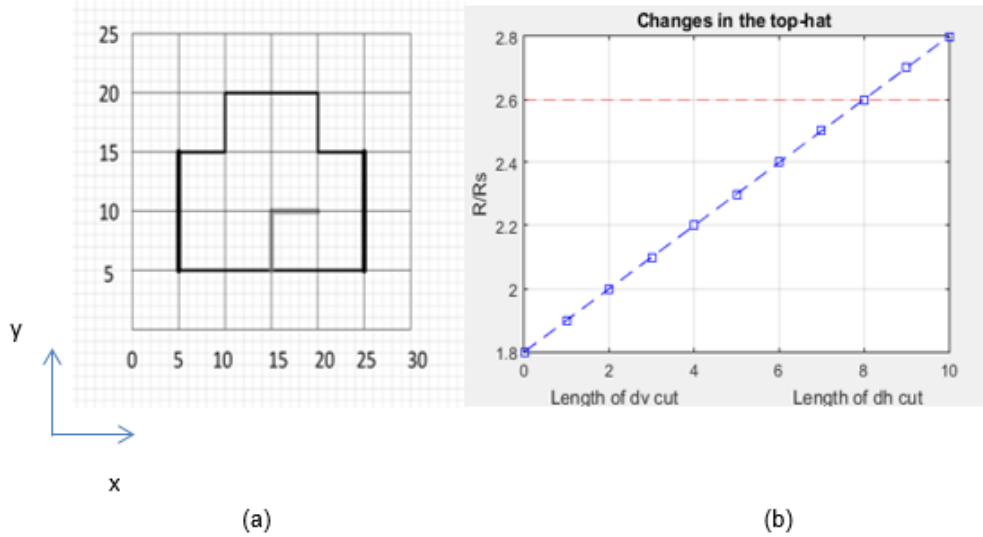 25
20
15
10
5
0 5 10 15 20 25 30
y
x
(a)
Changes in the top-hat
R/Rs
2.8
2.6
2.4
2.2
2
1.8
0 2 4 6 8 10
Length of dv cut Length of dh cut
(b)